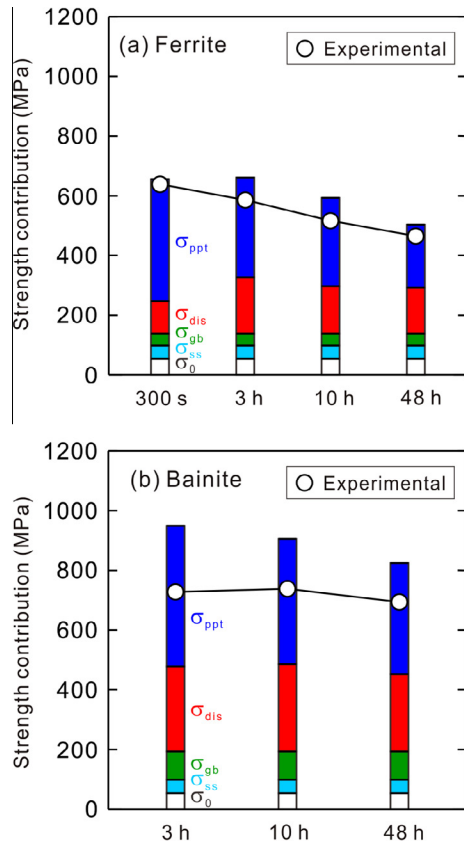 1200
(a) Ferrite
Experimental
1000
800
600
400
200
0
Strength contribution (MPa)
σppt
σdis
σgb
σss
σ0
300 s
3 h
10 h
48 h
1200
(b) Bainite
Experimental
1000
800
600
400
200
0
Strength contribution (MPa)
σppt
σdis
σgb
σss
σ0
3 h
10 h
48 h